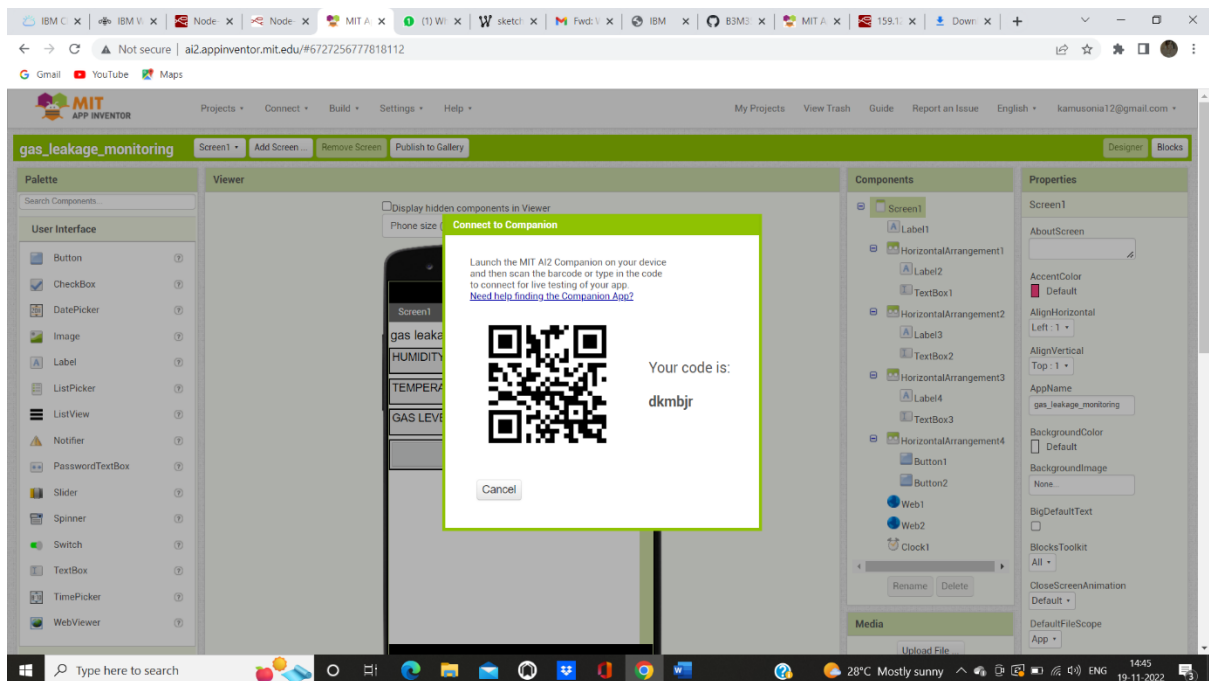 IBM C
IBM W
Node-
Node-
MIT A
(1) Wh
sketch
Fwd: V
IBM
B3M3
MIT A
159.1
Down
Not secure | ai2.appinventor.mit.edu/#6727256777818112
Gmail YouTube Maps
MIT
APP INVENTOR
Projects Connect Build Settings Help My Projects View Trash Guide Report an Issue English kamusonia12@gmail.com
gas_leakage_monitoring Screen1 Add Screen ... Remove Screen Publish to Gallery Designer Blocks
Palette
Search Components...
User Interface
Button
CheckBox
DatePicker
Image
Label
ListPicker
ListView
Notifier
PasswordTextBox
Slider
Spinner
Switch
TextBox
TimePicker
WebViewer
Viewer
Display hidden components in Viewer
Phone size (
Screen1
gas leaka
HUMIDITY
TEMPERA
GAS LEVE
Connect to Companion
Launch the MIT AI2 Companion on your device
and then scan the barcode or type in the code
to connect for live testing of your app.
Need help finding the Companion App?
Your code is:
dkmbjr
Cancel
Components
Screen1
Label1
HorizontalArrangement1
Label2
TextBox1
HorizontalArrangement2
Label3
TextBox2
HorizontalArrangement3
Label4
TextBox3
HorizontalArrangement4
Button1
Button2
Web1
Web2
Clock1
Rename Delete
Media
Upload File ...
Properties
Screen1
AboutScreen
AccentColor
Default
AlignHorizontal
Left : 1
AlignVertical
Top : 1
AppName
gas_leakage_monitoring
BackgroundColor
Default
BackgroundImage
None...
BigDefaultText
BlocksToolkit
All
CloseScreenAnimation
Default
DefaultFileScope
App
Type here to search
28°C Mostly sunny
ENG
14:45
19-11-2022